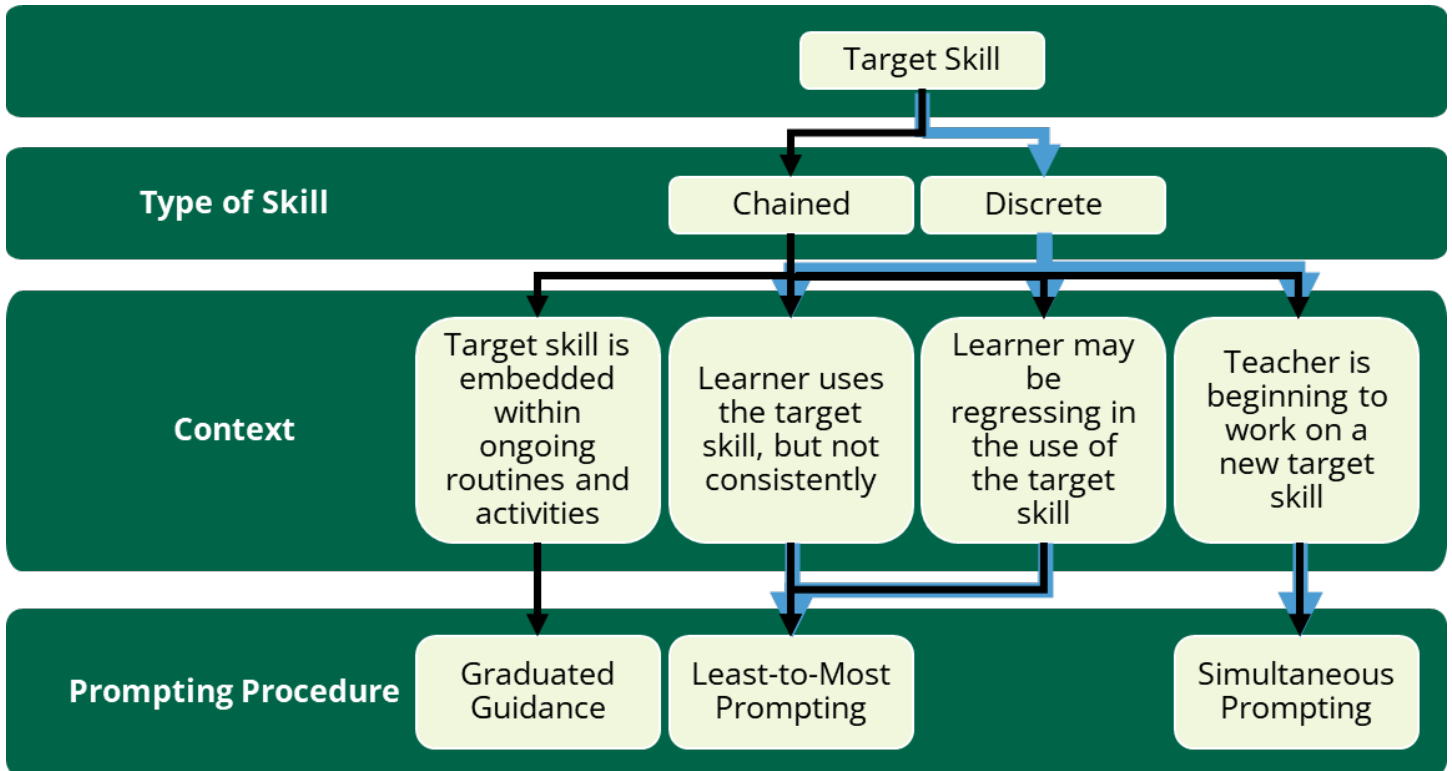 Target Skill
Type of Skill
Chained
Discrete
Context
Target skill is
embedded
within
ongoing
routines and
activities
Learner uses
the target
skill, but not
consistently
Learner may
be
regressing in
the use of
the target
skill
Teacher is
beginning to
work on a
new target
skill
Prompting Procedure
Graduated
Guidance
Least-to-Most
Prompting
Simultaneous
Prompting